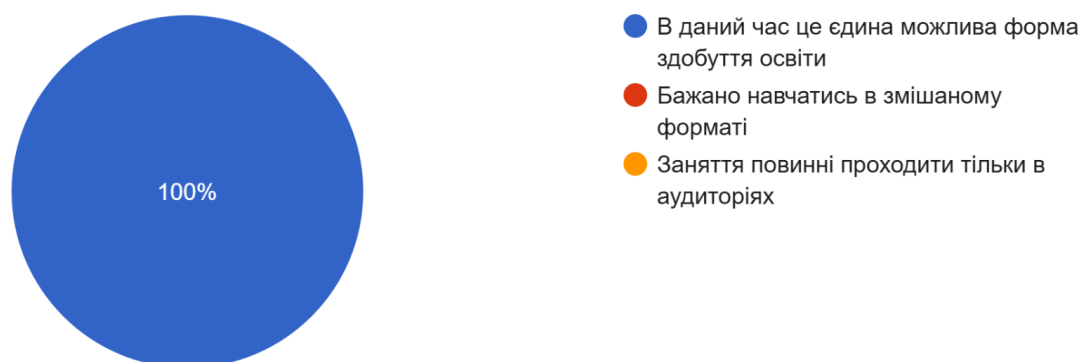 100%
В даний час це єдина можлива форма
здобуття освіти
Бажано навчатись в змішаному
форматі
Заняття повинні проходити тільки в
аудиторіях